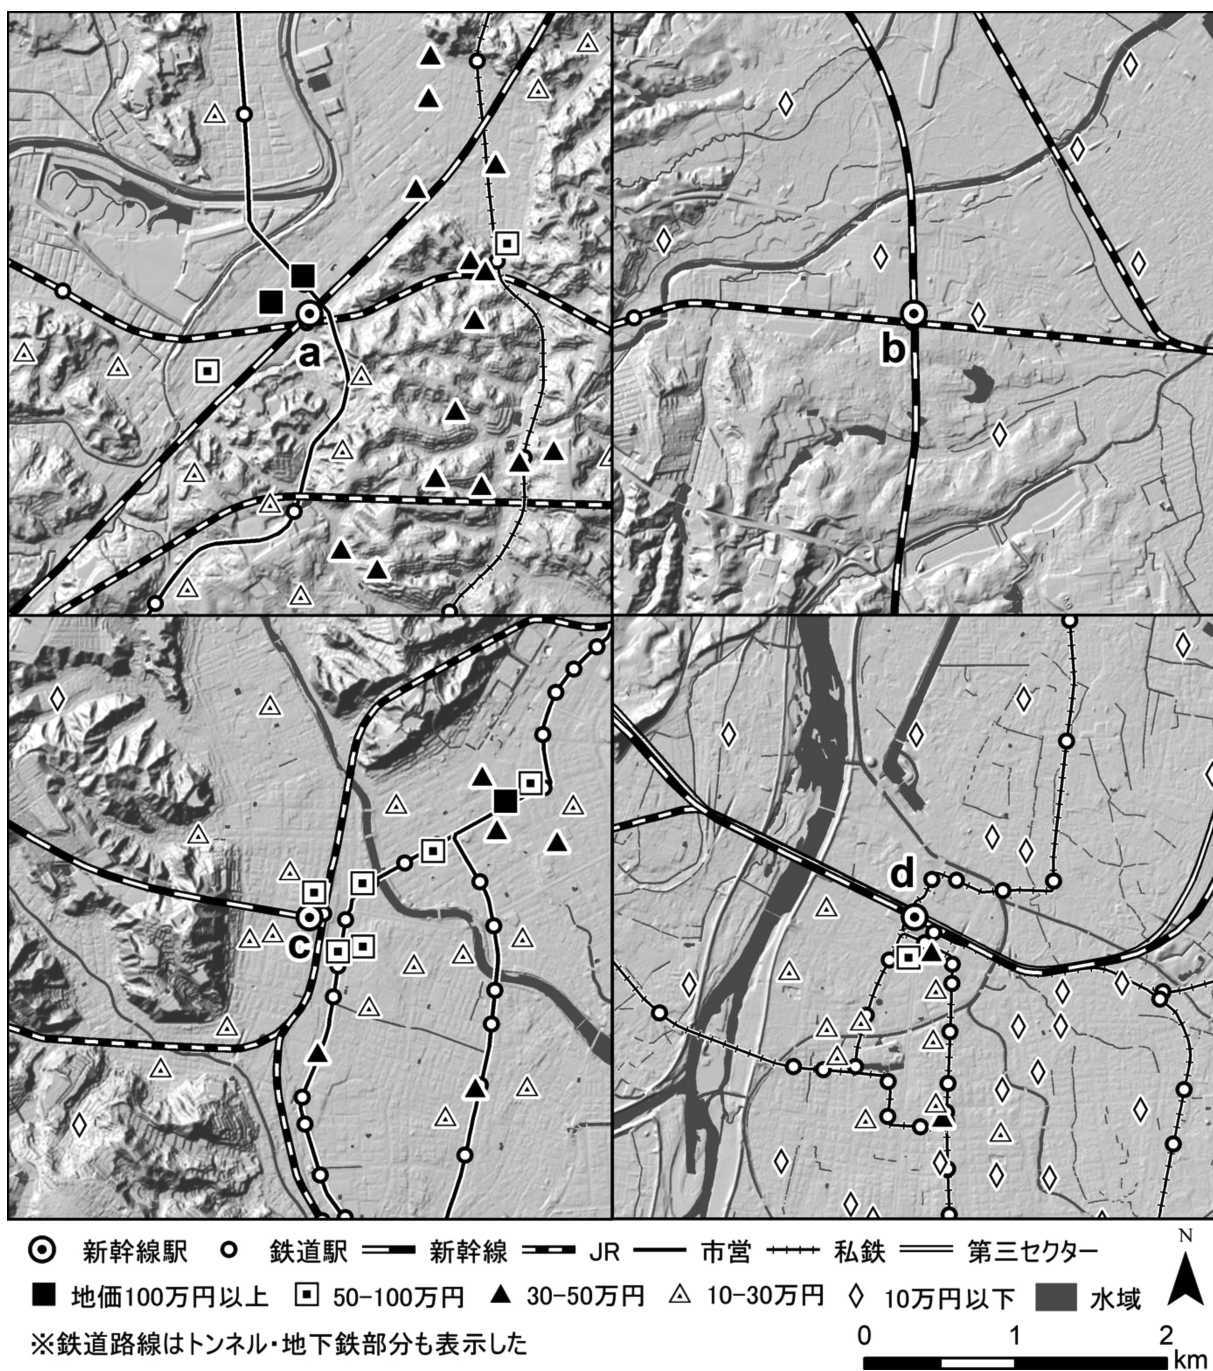 a
b
c
d
新幹線駅 鉄道駅 新幹線 JR 市営 私鉄 第三セクター
地価100万円以上 50-100万円 30-50万円 10-30万円 10万円以下 水域
※鉄道路線はトンネル・地下鉄部分も表示した
N
0 1 2
km